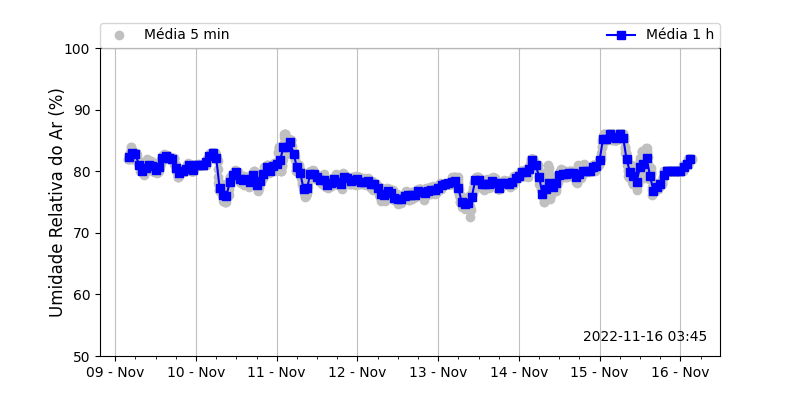 Média 5 min
Média 1 h
100
90
80
70
60
50
Umidade Relativa do Ar (%)
2022-11-16 03:45
09 - Nov
10 - Nov
11 - Nov
12 - Nov
13 - Nov
14 - Nov
15 - Nov
16 - Nov